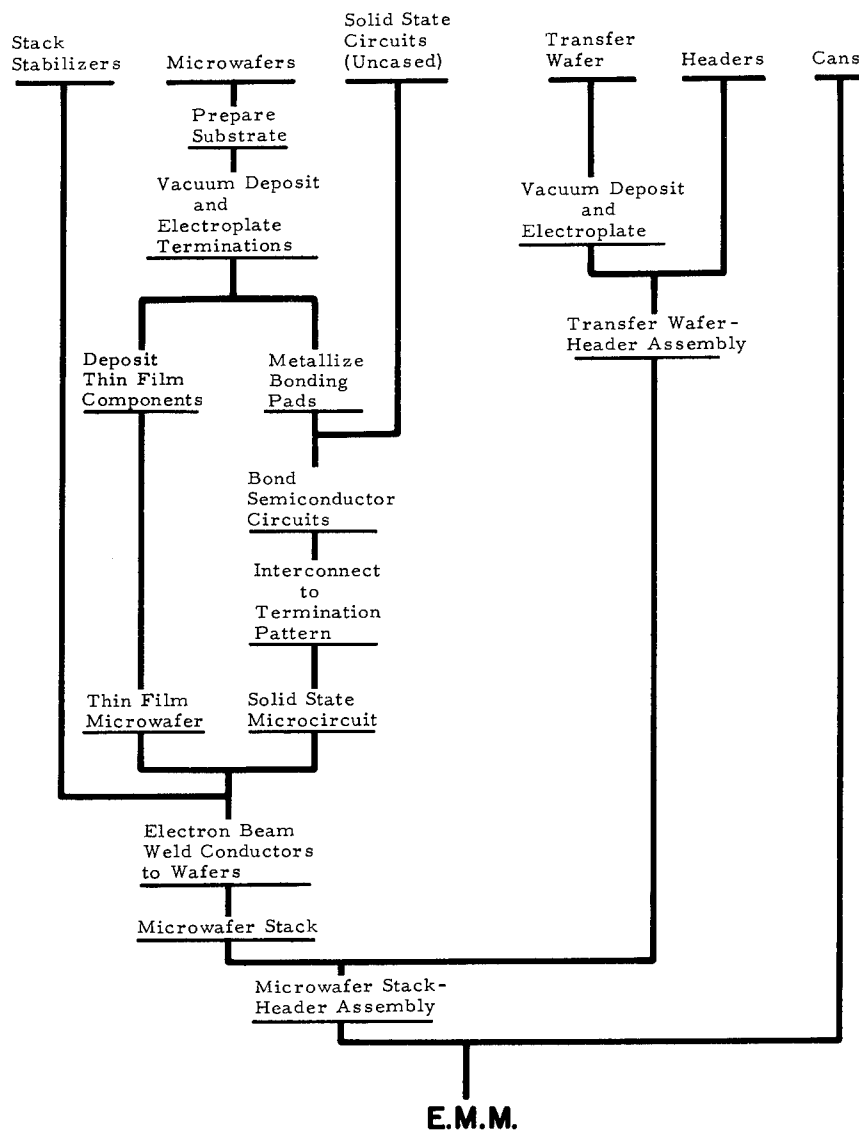 Stack
Stabilizers
Microwafers
Solid State
Circuits
(Uncased)
Transfer
Wafer
Headers
Cans
Prepare
Substrate
Vacuum Deposit
and
Electroplate
Terminations
Vacuum Deposit
and
Electroplate
Transfer Wafer-
Header Assembly
Deposit
Thin Film
Components
Metallize
Bonding
Pads
Bond
Semiconductor
Circuits
Interconnect
to
Termination
Pattern
Thin Film
Microwafer
Solid State
Microcircuit
Electron Beam
Weld Conductors
to Wafers
Microwafer Stack
Microwafer Stack-
Header Assembly
E.M.M.